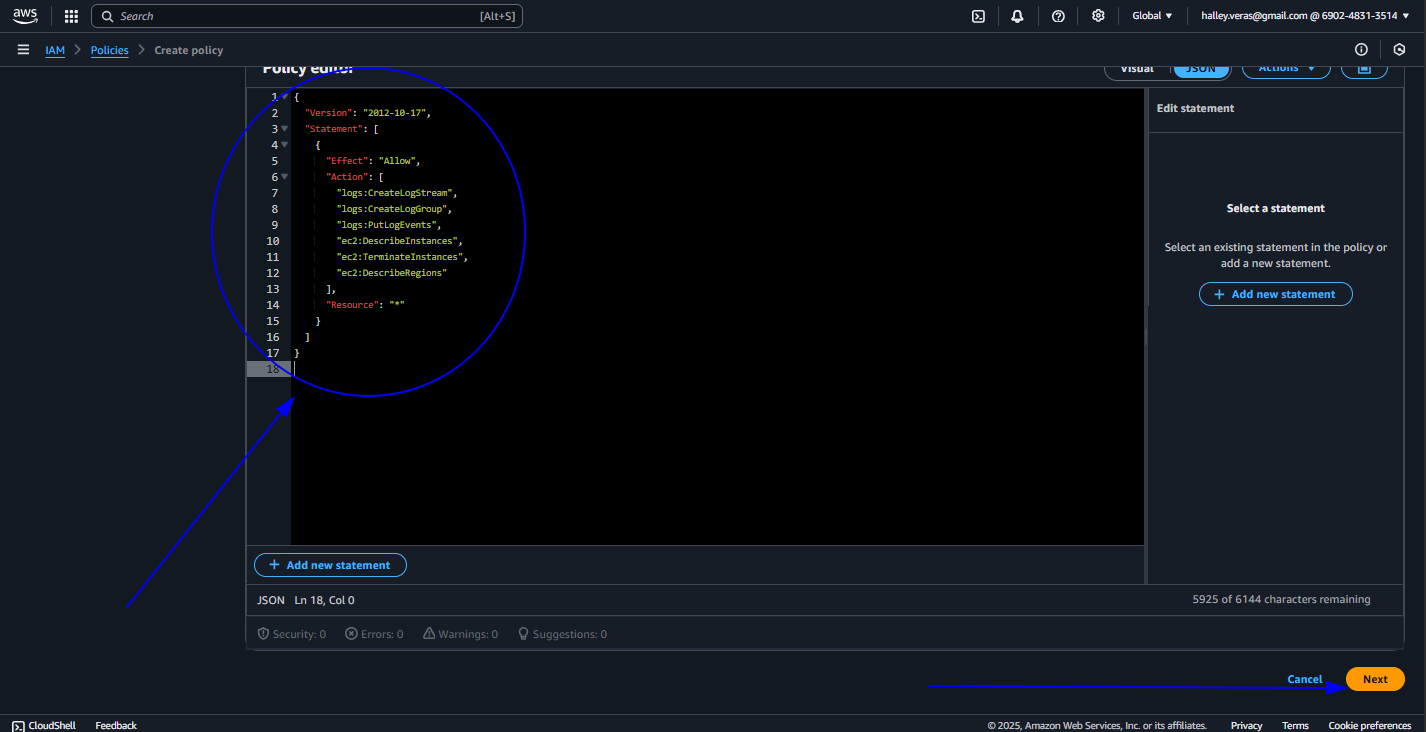 aws
Search [Alt+S]
Global
halley.veras@gmail.com @ 6902-4831-3514
IAM
Policies
Create policy
Policy editor
Visual
JSON
Actions
1 {
2 "Version": "2012-10-17",
3 "Statement": [
4 {
5 "Effect": "Allow",
6 "Action": [
7 "logs:CreateLogStream",
8 "logs:CreateLogGroup",
9 "logs:PutLogEvents",
10 "ec2:DescribeInstances",
11 "ec2:TerminateInstances",
12 "ec2:DescribeRegions"
13 ],
14 "Resource": "*"
15 }
16 ]
17 }
18
Edit statement
Select a statement
Select an existing statement in the policy or
add a new statement.
+ Add new statement
+ Add new statement
JSON Ln 18, Col 0
5925 of 6144 characters remaining
Security: 0
Errors: 0
Warnings: 0
Suggestions: 0
Cancel
Next
CloudShell
Feedback
© 2025, Amazon Web Services, Inc. or its affiliates.
Privacy
Terms
Cookie preferences